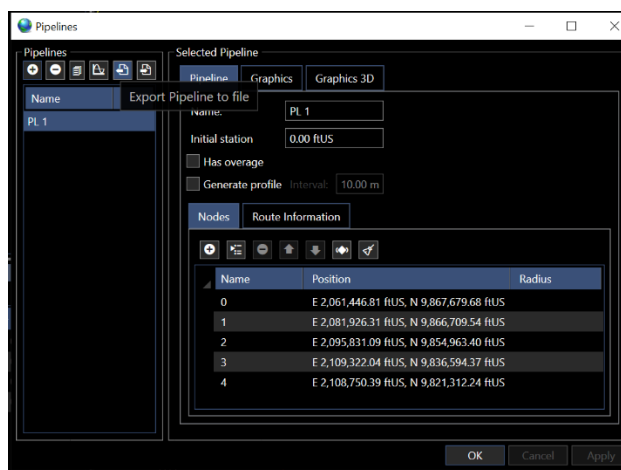 Pipelines
Pipelines
Selected Pipeline
Pipeline Graphics Graphics 3D
Name
Export Pipeline to file
PL 1
Name: PL 1
Initial station 0.00 ftUS
Has overage
Generate profile Interval: 10.00 m
Nodes Route Information
Name Position Radius
0 E 2,061,446.81 ftUS, N 9,867,679.68 ftUS
1 E 2,081,926.31 ftUS, N 9,866,709.54 ftUS
2 E 2,095,831.09 ftUS, N 9,854,963.40 ftUS
3 E 2,109,322.04 ftUS, N 9,836,594.37 ftUS
4 E 2,108,750.39 ftUS, N 9,821,312.24 ftUS
OK Cancel Apply